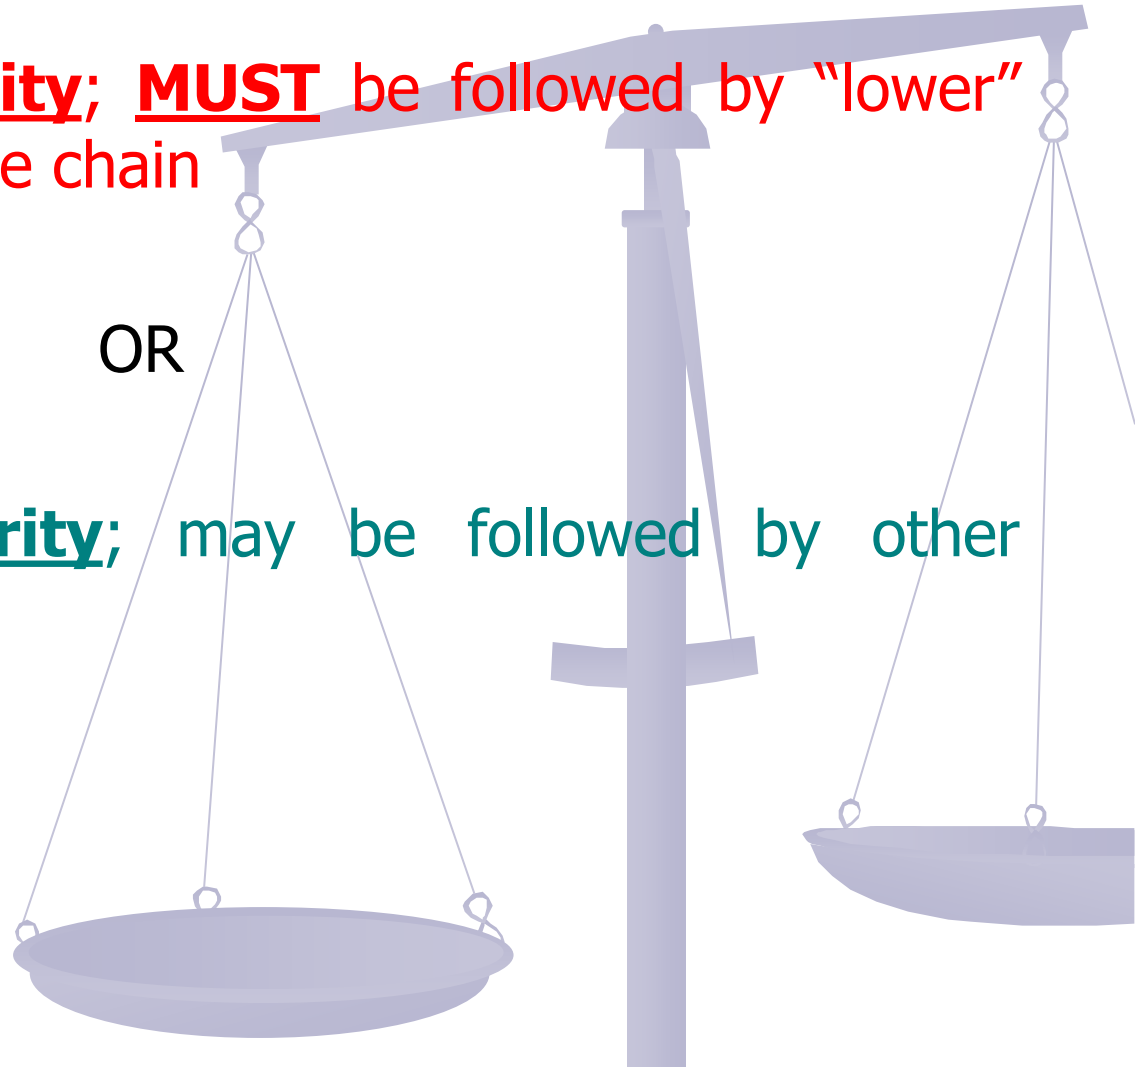 ity; MUST be followed by “lower”
e chain
OR
rity; may be followed by other